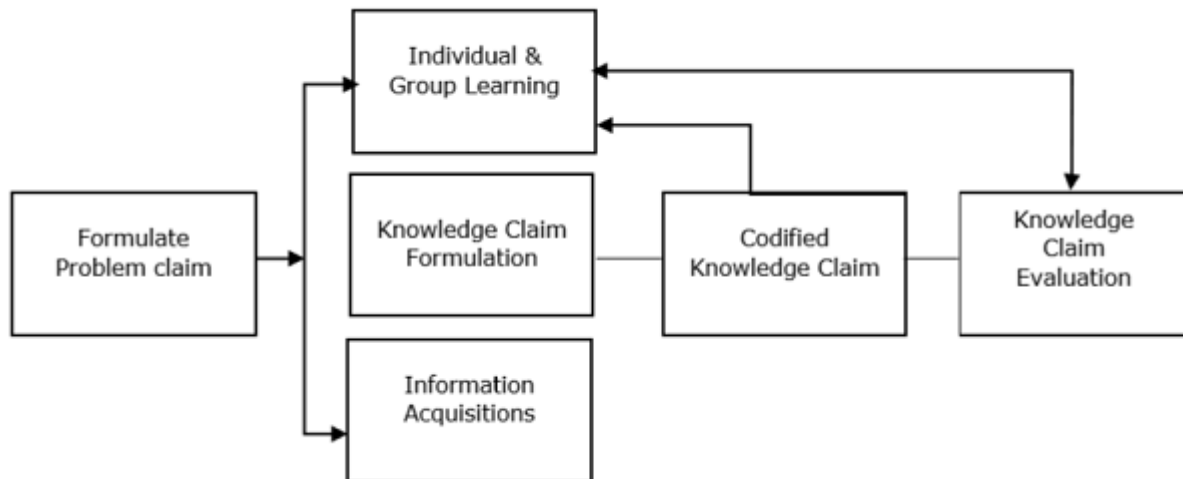 Individual &
Group Learning
Formulate
Problem claim
Knowledge Claim
Formulation
Codified
Knowledge Claim
Knowledge
Claim
Evaluation
Information
Acquisitions